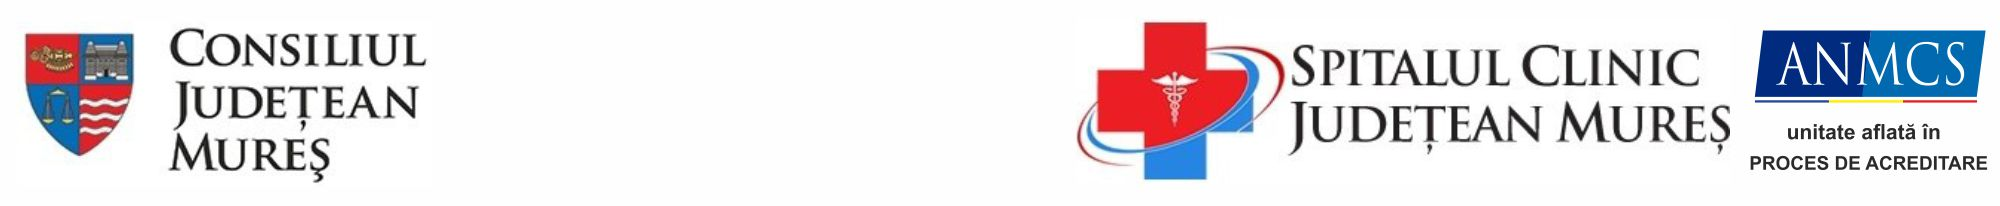 CONSILIUL
JUDEȚEAN
MUREŞ
SPITALUL CLINIC
JUDEȚEAN MUREȘ
ANMCS
unitate aflată în
PROCES DE ACREDITARE